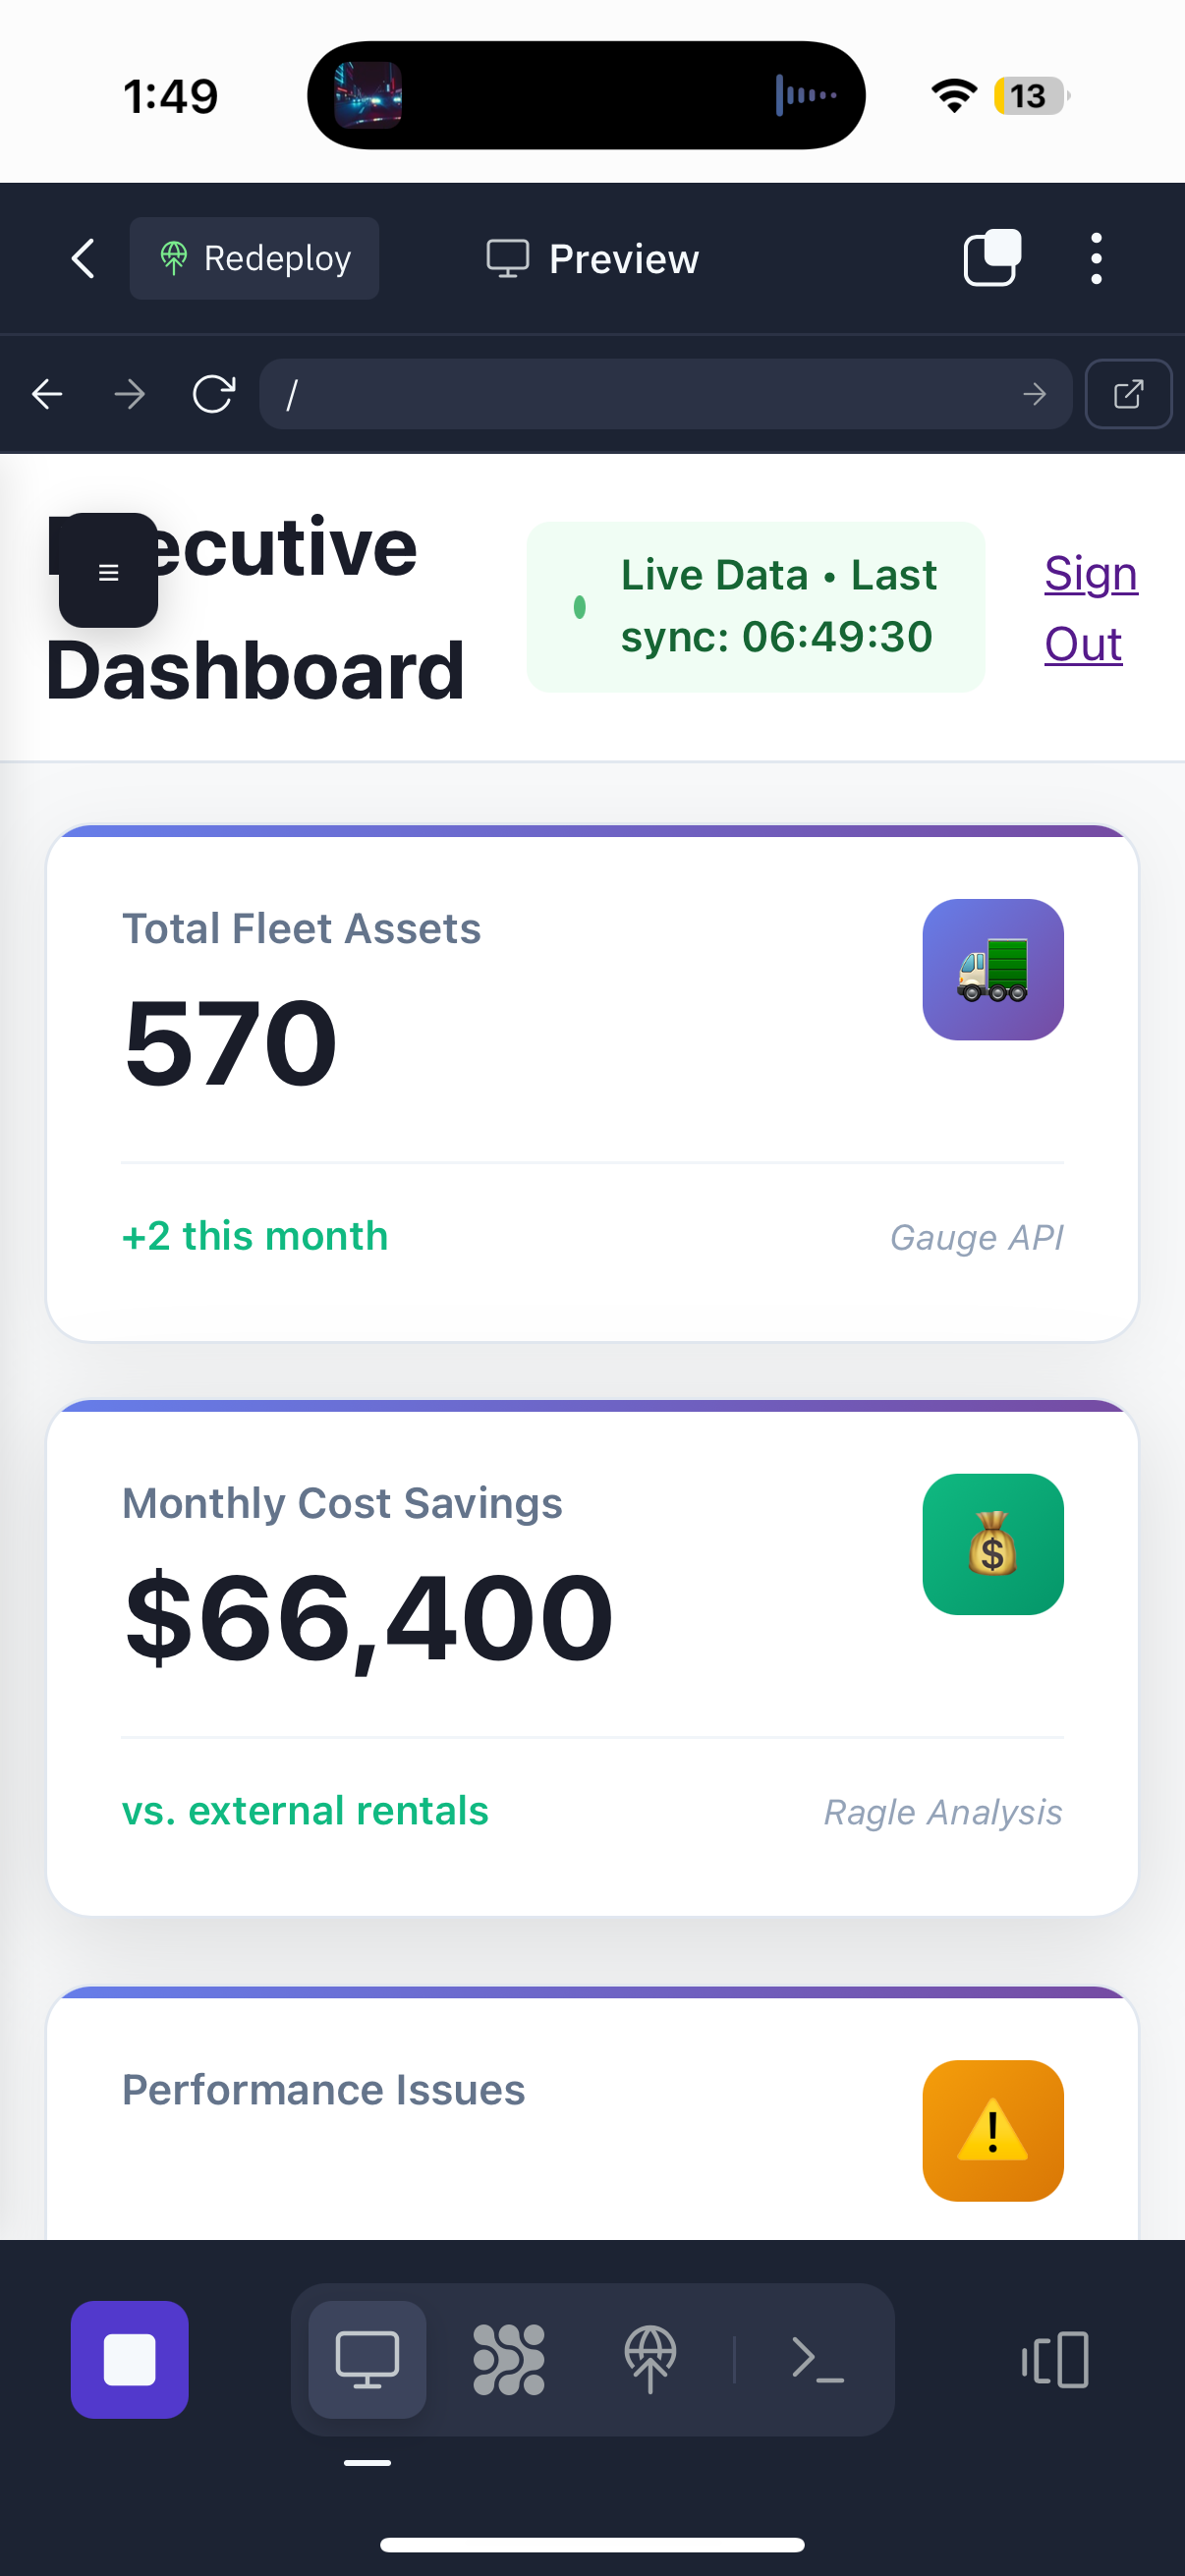 1:49
13
Redeploy
Preview
/
ecutive
Dashboard
Live Data • Last
sync: 06:49:30
Sign
Out
Total Fleet Assets
570
+2 this month
Gauge API
Monthly Cost Savings
$66,400
vs. external rentals
Ragle Analysis
Performance Issues